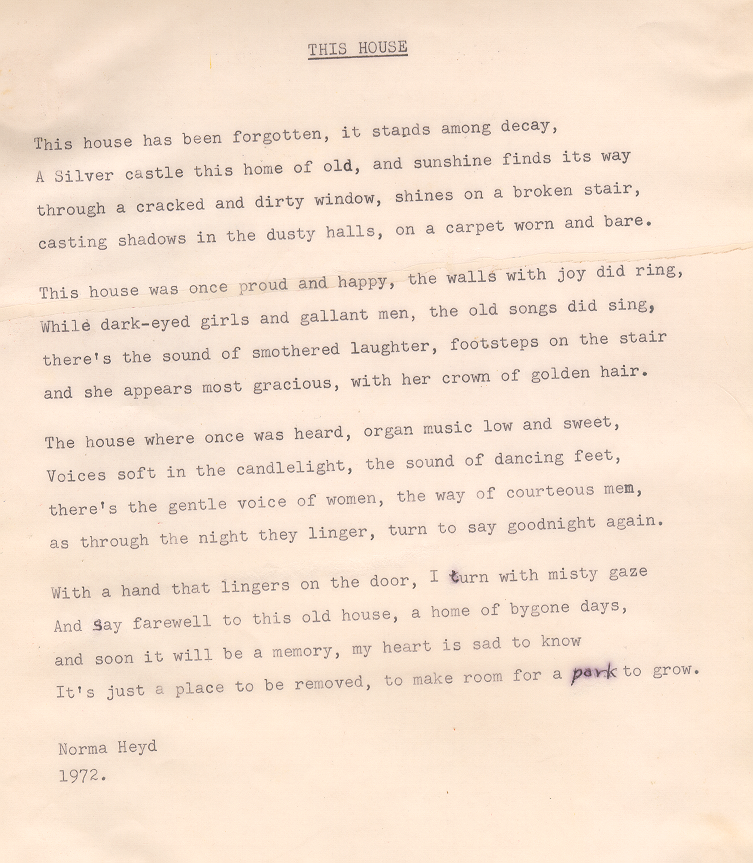 THIS HOUSE
This house has been forgotten, it stands among decay,
A Silver castle this home of old, and sunshine finds its way
through a cracked and dirty window, shines on a broken stair,
casting shadows in the dusty halls, on a carpet worn and bare.
This house was once proud and happy, the walls with joy did ring,
While dark-eyed girls and gallant men, the old songs did sing,
there's the sound of smothered laughter, footsteps on the stair
and she appears most gracious, with her crown of golden hair.
The house where once was heard, organ music low and sweet,
Voices soft in the candlelight, the sound of dancing feet,
there's the gentle voice of women, the way of courteous men,
as through the night they linger, turn to say goodnight again.
With a hand that lingers on the door, I turn with misty gaze
And Say farewell to this old house, a home of bygone days,
and soon it will be a memory, my heart is sad to know
It's just a place to be removed, to make room for a park to grow.
Norma Heyd
1972.